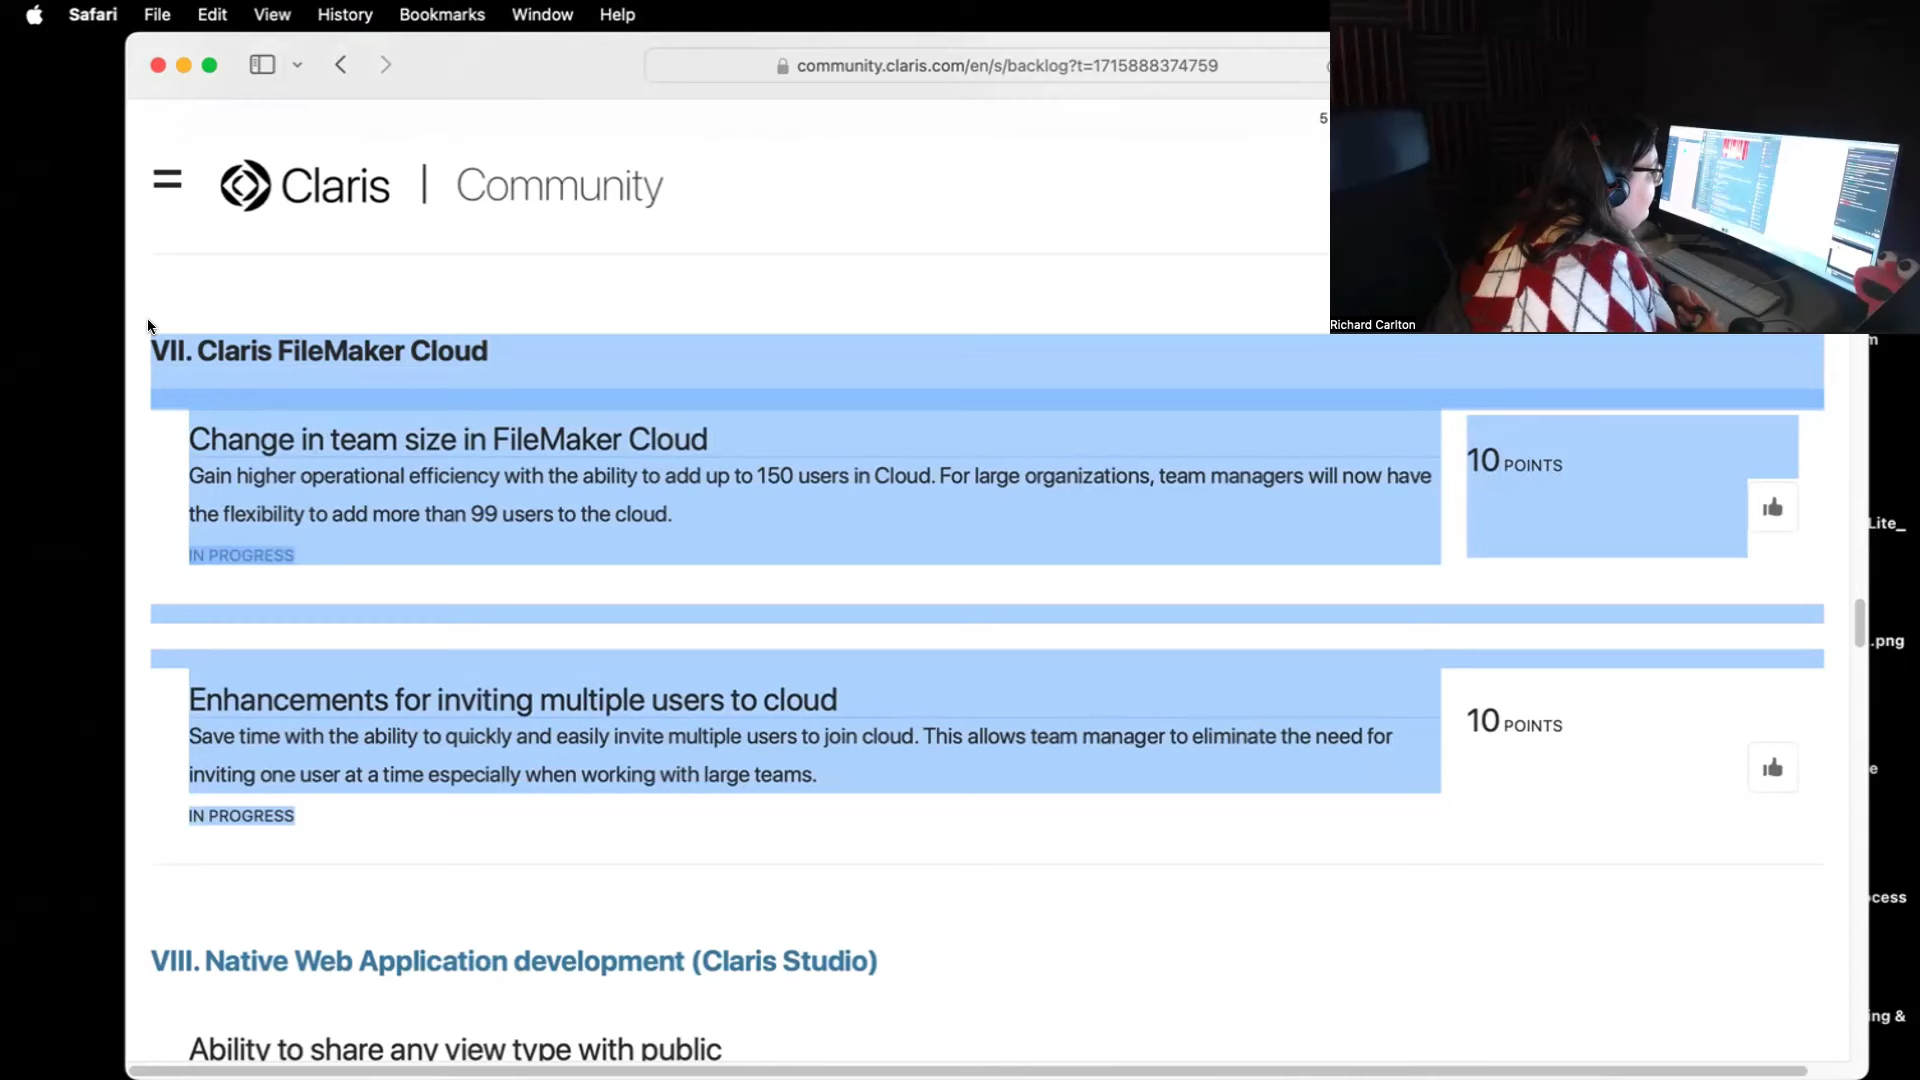 Safari File Edit View History Bookmarks Window Help
community.claris.com/en/s/backlog?t=1715888374759
5
Claris | Community
Richard Carlton
VII. Claris FileMaker Cloud
Change in team size in FileMaker Cloud
Gain higher operational efficiency with the ability to add up to 150 users in Cloud. For large organizations, team managers will now have
the flexibility to add more than 99 users to the cloud.
IN PROGRESS
10 POINTS
Enhancements for inviting multiple users to cloud
Save time with the ability to quickly and easily invite multiple users to join cloud. This allows team manager to eliminate the need for
inviting one user at a time especially when working with large teams.
IN PROGRESS
10 POINTS
VIII. Native Web Application development (Claris Studio)
Ability to share any view type with public
Lite_
.png
e
cess
ing &